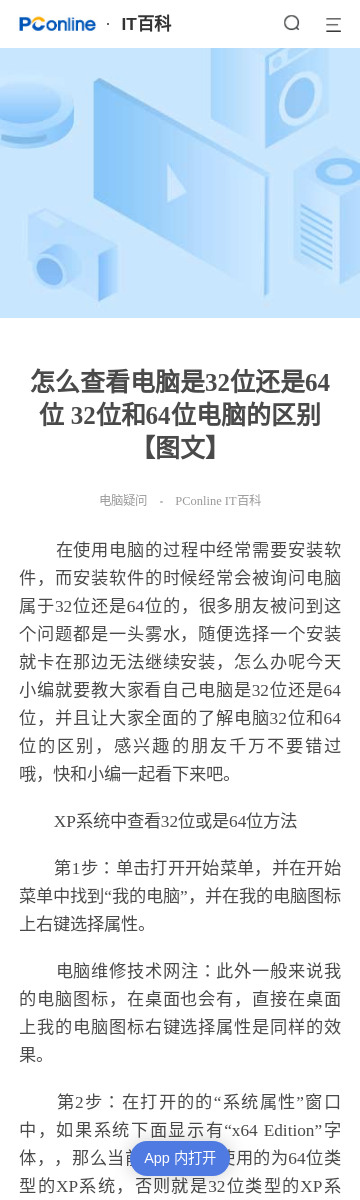 PConline · IT百科
怎么查看电脑是32位还是64
位 32位和64位电脑的区别
【图文】
电脑疑问 - PConline IT百科
在使用电脑的过程中经常需要安装软
件，而安装软件的时候经常会被询问电脑
属于32位还是64位的，很多朋友被问到这
个问题都是一头雾水，随便选择一个安装
就卡在那边无法继续安装，怎么办呢今天
小编就要教大家看自己电脑是32位还是64
位，并且让大家全面的了解电脑32位和64
位的区别，感兴趣的朋友千万不要错过
哦，快和小编一起看下来吧。
XP系统中查看32位或是64位方法
第1步：单击打开开始菜单，并在开始
菜单中找到“我的电脑”，并在我的电脑图标
上右键选择属性。
电脑维修技术网注：此外一般来说我
的电脑图标，在桌面也会有，直接在桌面
上我的电脑图标右键选择属性是同样的效
果。
第2步：在打开的的“系统属性”窗口
中，如果系统下面显示有“x64 Edition”字
体，，那么当前 使用的为64位类
App 内打开
型的XP系统，否则就是32位类型的XP系